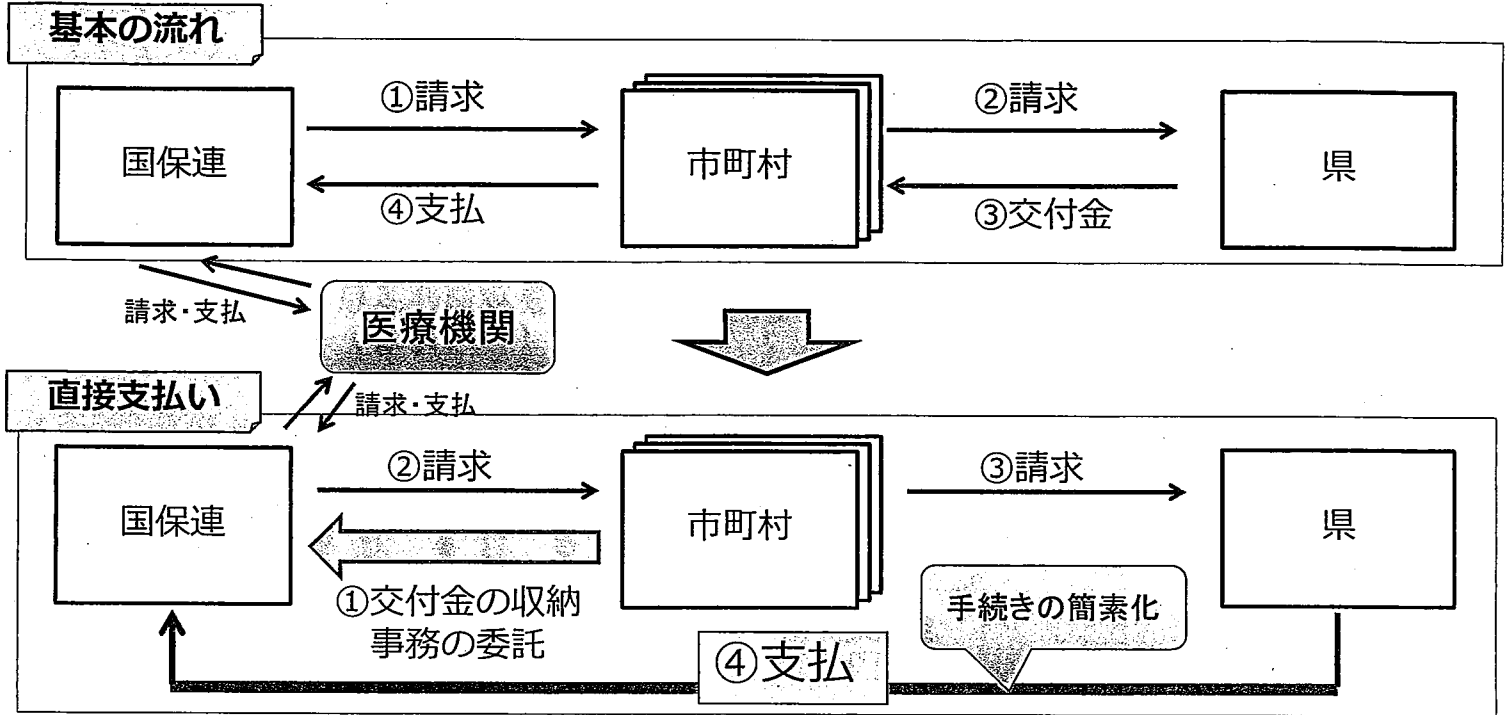 基本の流れ
国保連
①請求
④支払
市町村
②請求
③交付金
県
請求・支払
医療機関
直接支払い
請求・支払
国保連
②請求
①交付金の収納
事務の委託
市町村
③請求
県
手続きの簡素化
④支払